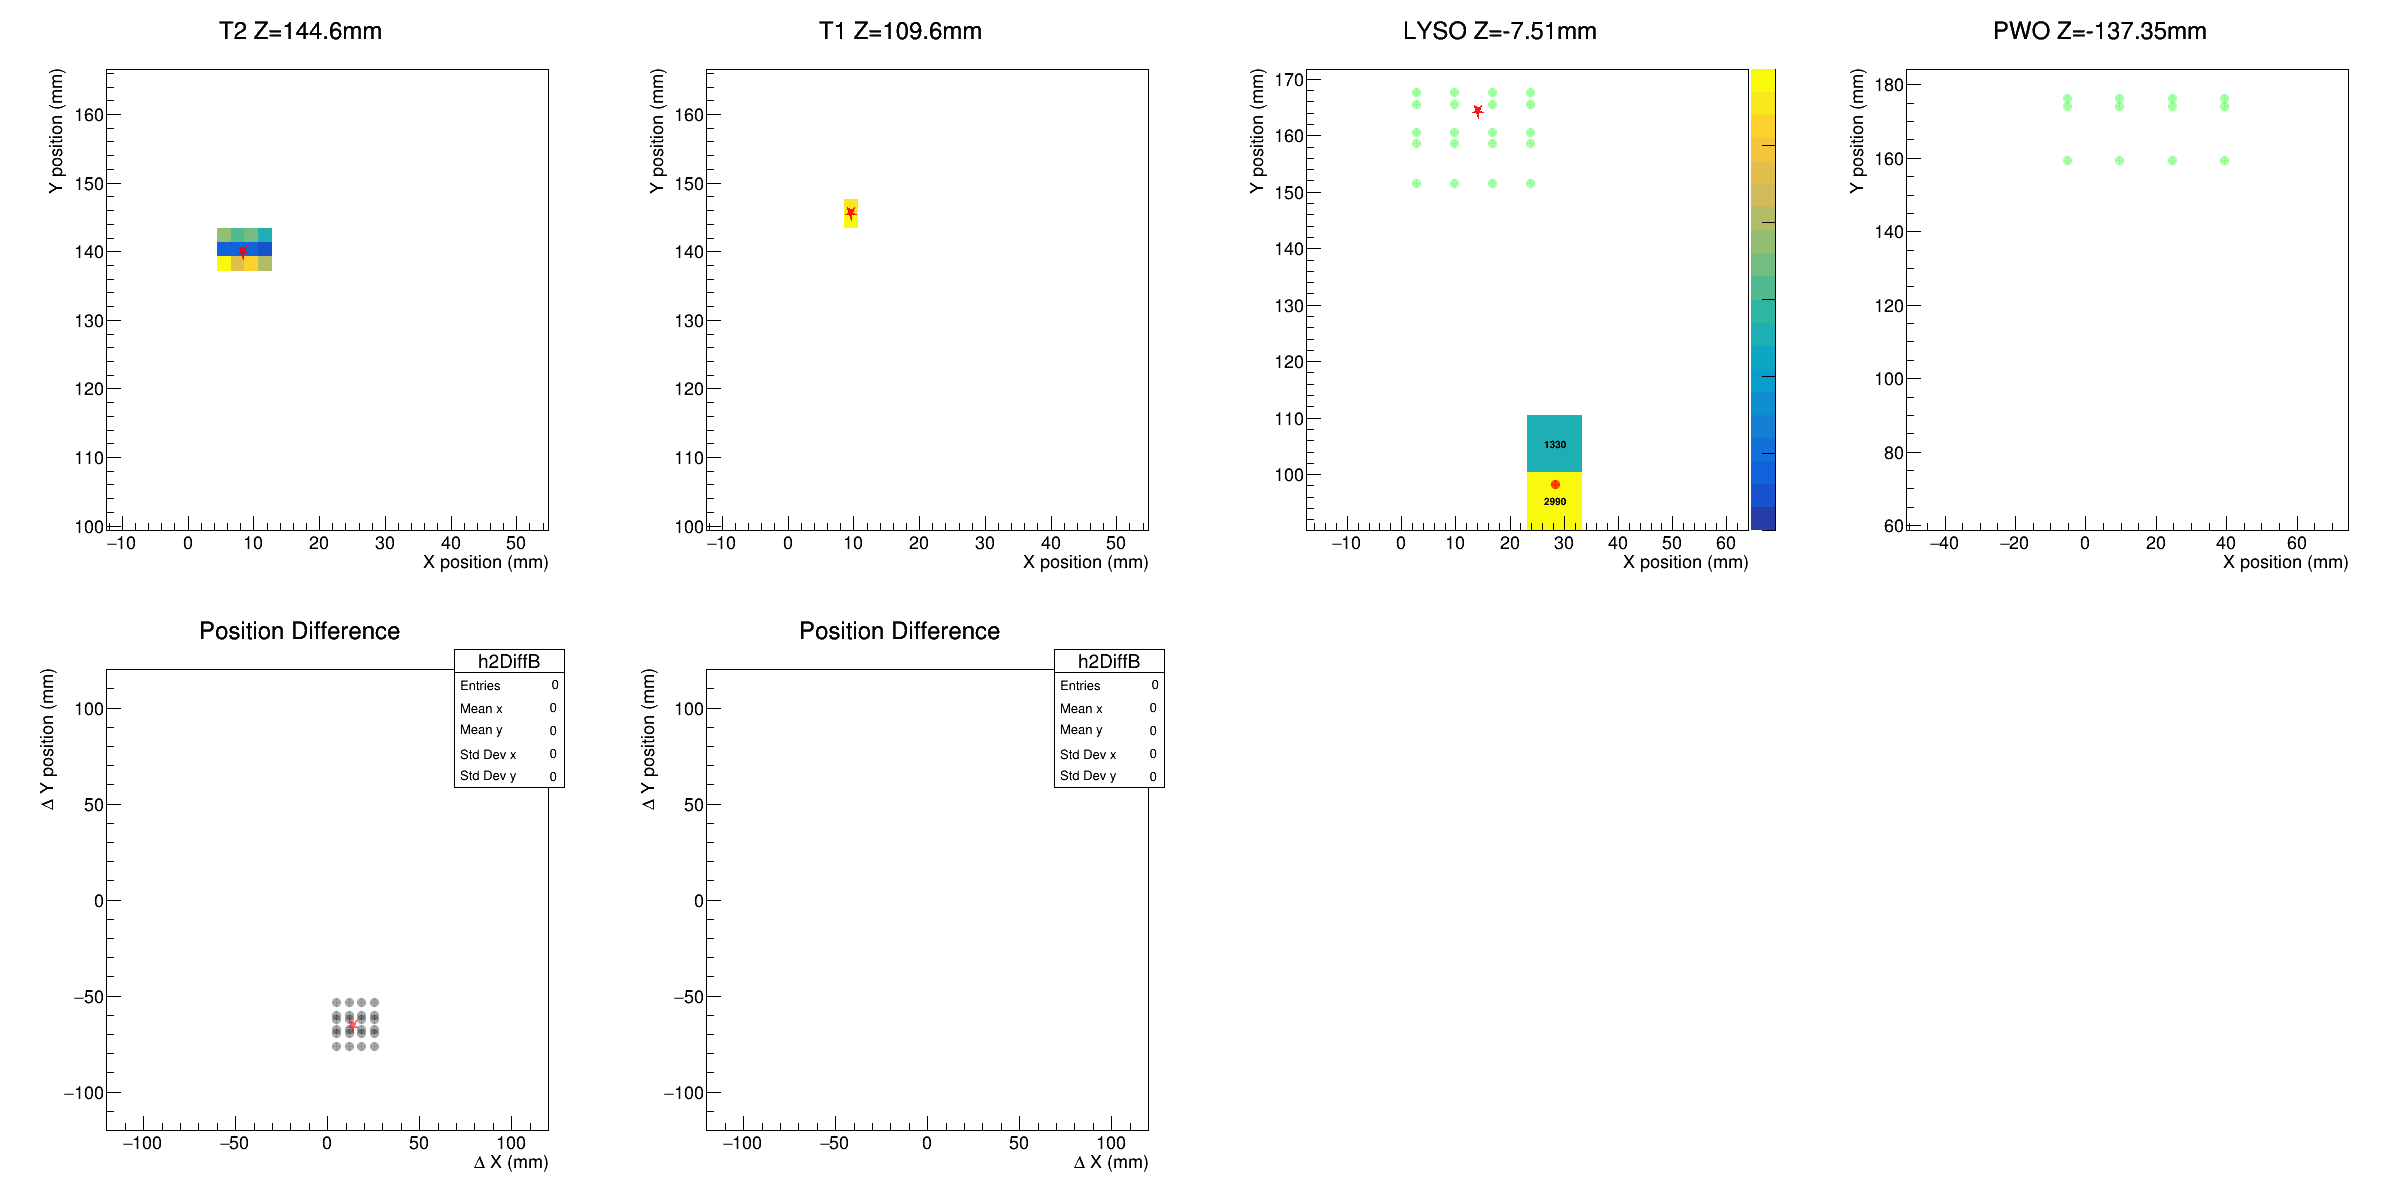 T2 Z=144.6mm
Y position (mm)
160
150
140
130
120
110
100
−10 0 10 20 30 40 50
X position (mm)
T1 Z=109.6mm
Y position (mm)
160
150
140
130
120
110
100
−10 0 10 20 30 40 50
X position (mm)
LYSO Z=-7.51mm
Y position (mm)
170
160
150
140
130
120
110
100
1330
2990
−10 0 10 20 30 40 50 60
X position (mm)
PWO Z=-137.35mm
Y position (mm)
180
160
140
120
100
80
60
−40 −20 0 20 40 60
X position (mm)
Position Difference
h2DiffB
Entries 0
Mean x 0
Mean y 0
Std Dev x 0
Std Dev y 0
Δ Y position (mm)
100
50
0
−50
−100
−100 −50 0 50 100
Δ X (mm)
Position Difference
h2DiffB
Entries 0
Mean x 0
Mean y 0
Std Dev x 0
Std Dev y 0
Δ Y position (mm)
100
50
0
−50
−100
−100 −50 0 50 100
Δ X (mm)